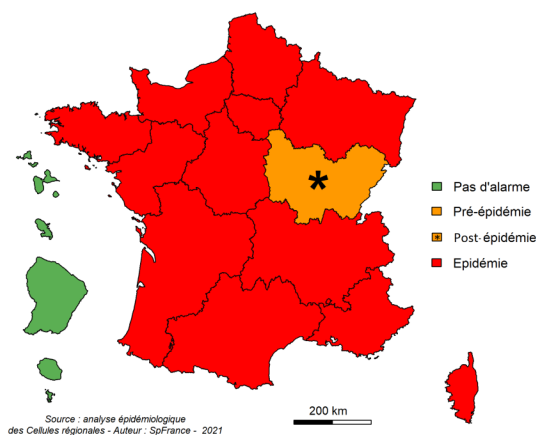 *
Pas d'alarme
Pré-épidémie
* Post-épidémie
Epidémie
200 km
Source : analyse épidémiologique
des Cellules régionales - Auteur : SpFrance - 2021